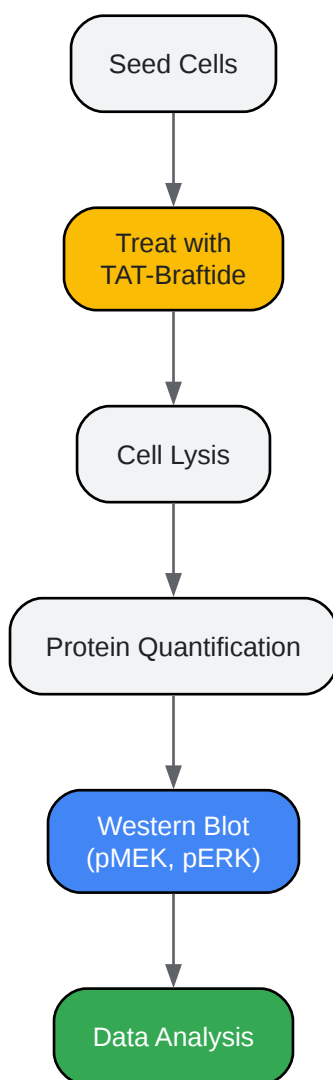 Seed Cells
Treat with
TAT-Braftide
Cell Lysis
Protein Quantification
Western Blot
(pMEK, pERK)
Data Analysis